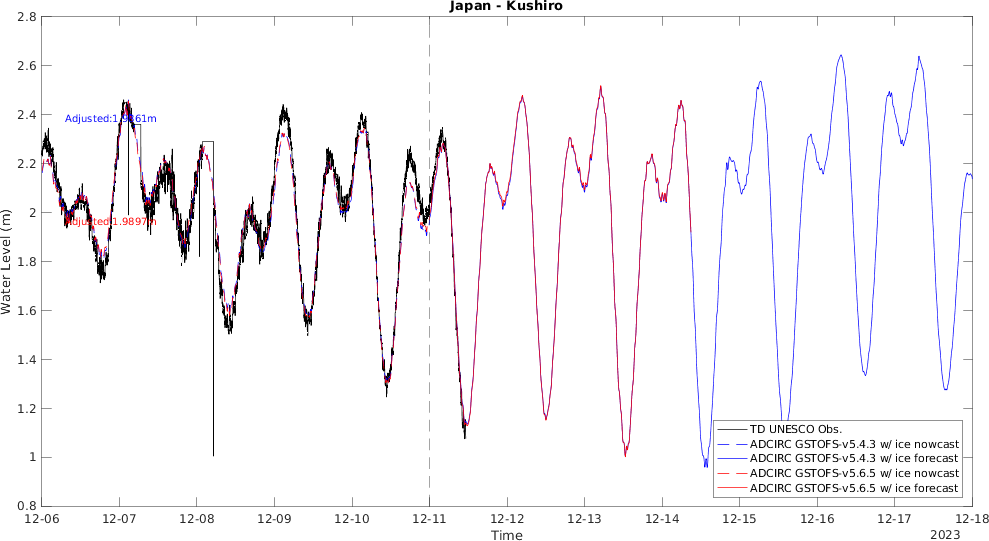 Japan - Kushiro
2.8
2.6
2.4
2.2
2
1.8
1.6
1.4
1.2
1
0.8
Water Level (m)
Adjusted:1.9361m
Adjusted:1.9897m
TD UNESCO Obs.
ADCIRC GSTOFS-v5.4.3 w/ ice nowcast
ADCIRC GSTOFS-v5.4.3 w/ ice forecast
ADCIRC GSTOFS-v5.6.5 w/ ice nowcast
ADCIRC GSTOFS-v5.6.5 w/ ice forecast
12-06 12-07 12-08 12-09 12-10 12-11 12-12 12-13 12-14 12-15 12-16 12-17 12-18
Time
2023